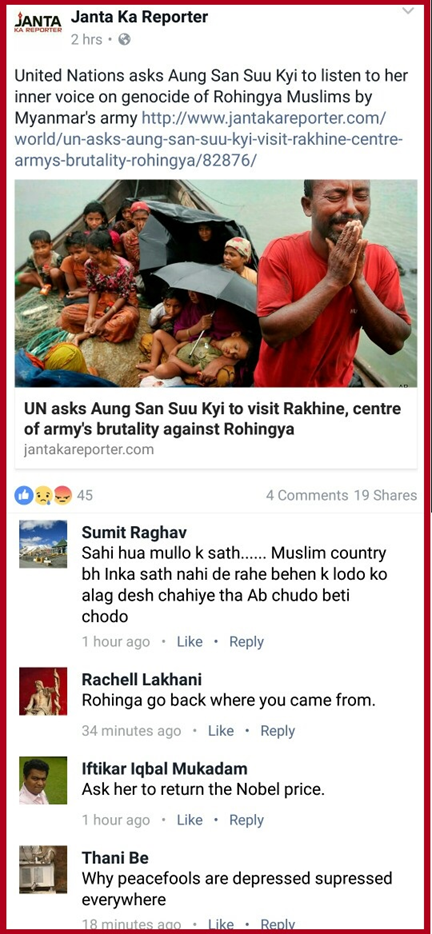 JANTA
KA REPORTER
Janta Ka Reporter
2 hrs •
United Nations asks Aung San Suu Kyi to listen to her
inner voice on genocide of Rohingya Muslims by
Myanmar's army http://www.jantakareporter.com/
world/un-asks-aung-san-suu-kyi-visit-rakhine-centre-
armys-brutality-rohingya/82876/
UN asks Aung San Suu Kyi to visit Rakhine, centre
of army's brutality against Rohingya
jantakareporter.com
45 4 Comments 19 Shares
Sumit Raghav
Sahi hua mullo k sath...... Muslim country
bh Inka sath nahi de rahe behen k lodo ko
alag desh chahiye tha Ab chudo beti
chodo
1 hour ago • Like • Reply
Rachell Lakhani
Rohinga go back where you came from.
34 minutes ago • Like • Reply
Iftikar Iqbal Mukadam
Ask her to return the Nobel price.
1 hour ago • Like • Reply
Thani Be
Why peacefools are depressed supressed
everywhere
18 minutes ago • Like • Reply